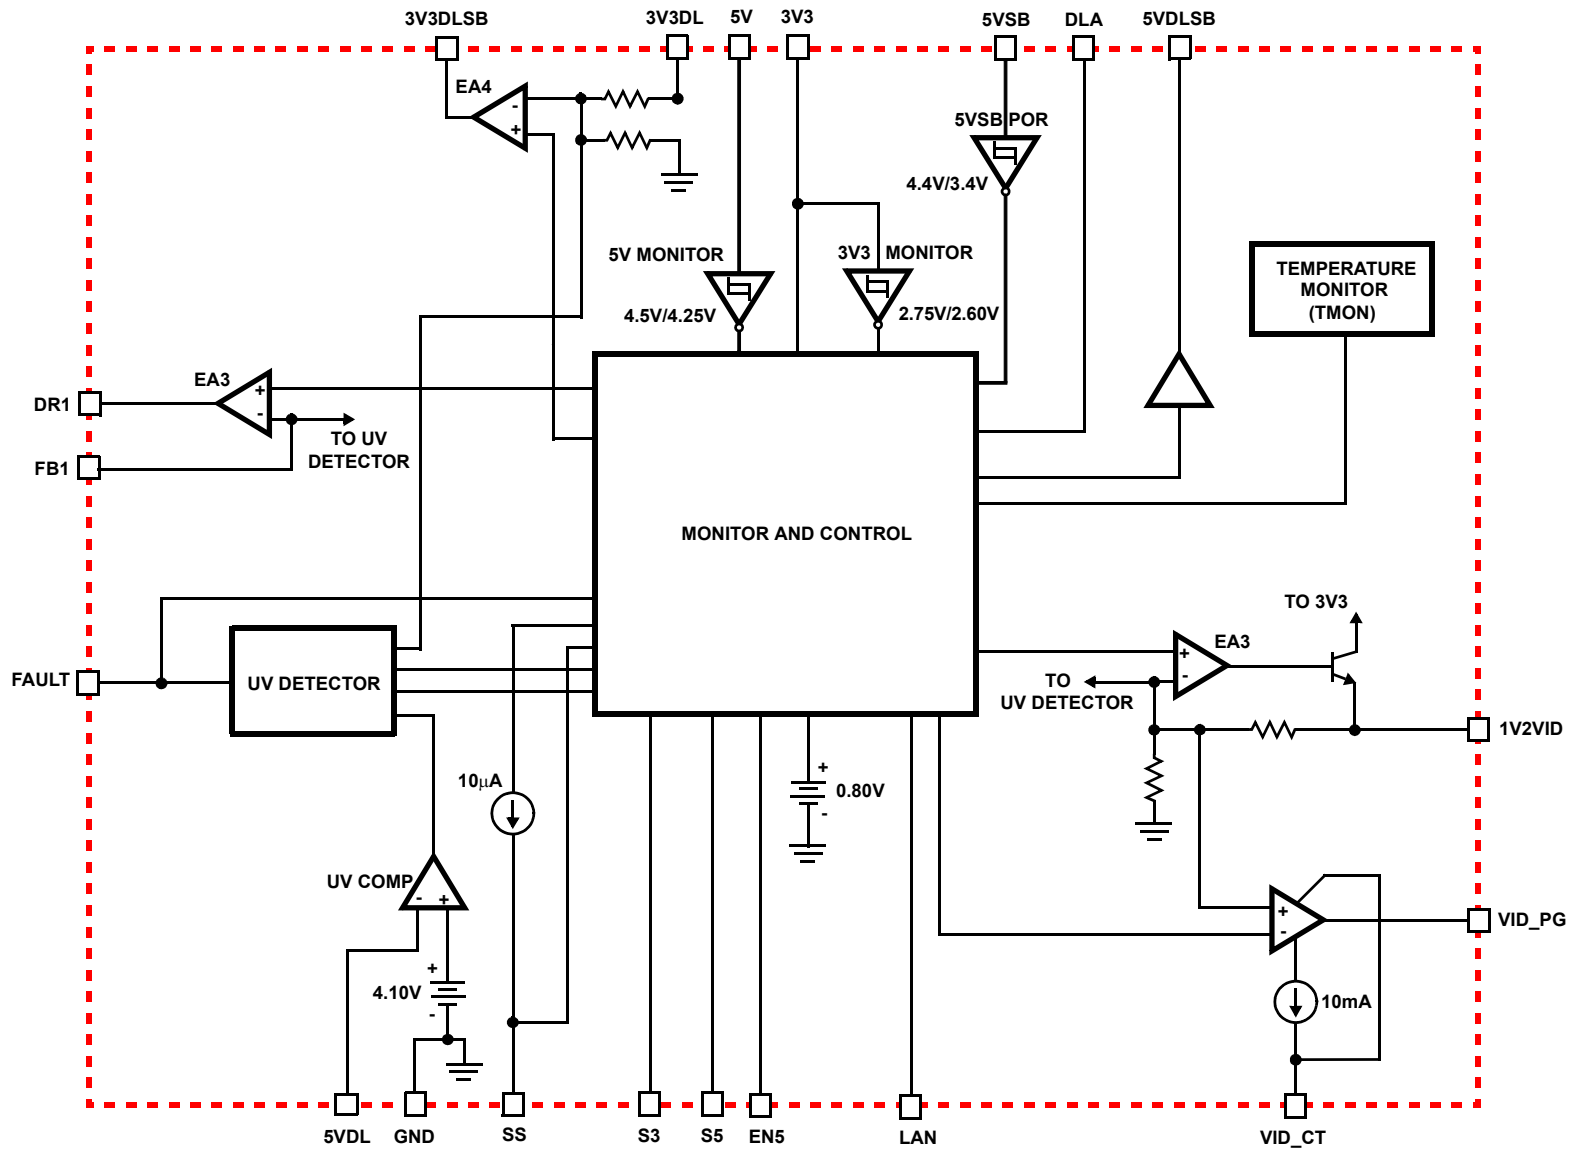 3V3DLSB
3V3DL
5V
3V3
5VSB
DLA
5VDLSB
EA4
-
+
5VSB POR
4.4V/3.4V
5V MONITOR
4.5V/4.25V
3V3 MONITOR
2.75V/2.60V
TEMPERATURE
MONITOR
(TMON)
EA3
+
-
DR1
FB1
TO UV
DETECTOR
MONITOR AND CONTROL
FAULT
UV DETECTOR
TO 3V3
EA3
+
-
TO
UV DETECTOR
1V2VID
10µA
+
0.80V
-
UV COMP
-
+
+
4.10V
-
+
-
VID_PG
10mA
5VDL
GND
SS
S3
S5
EN5
LAN
VID_CT